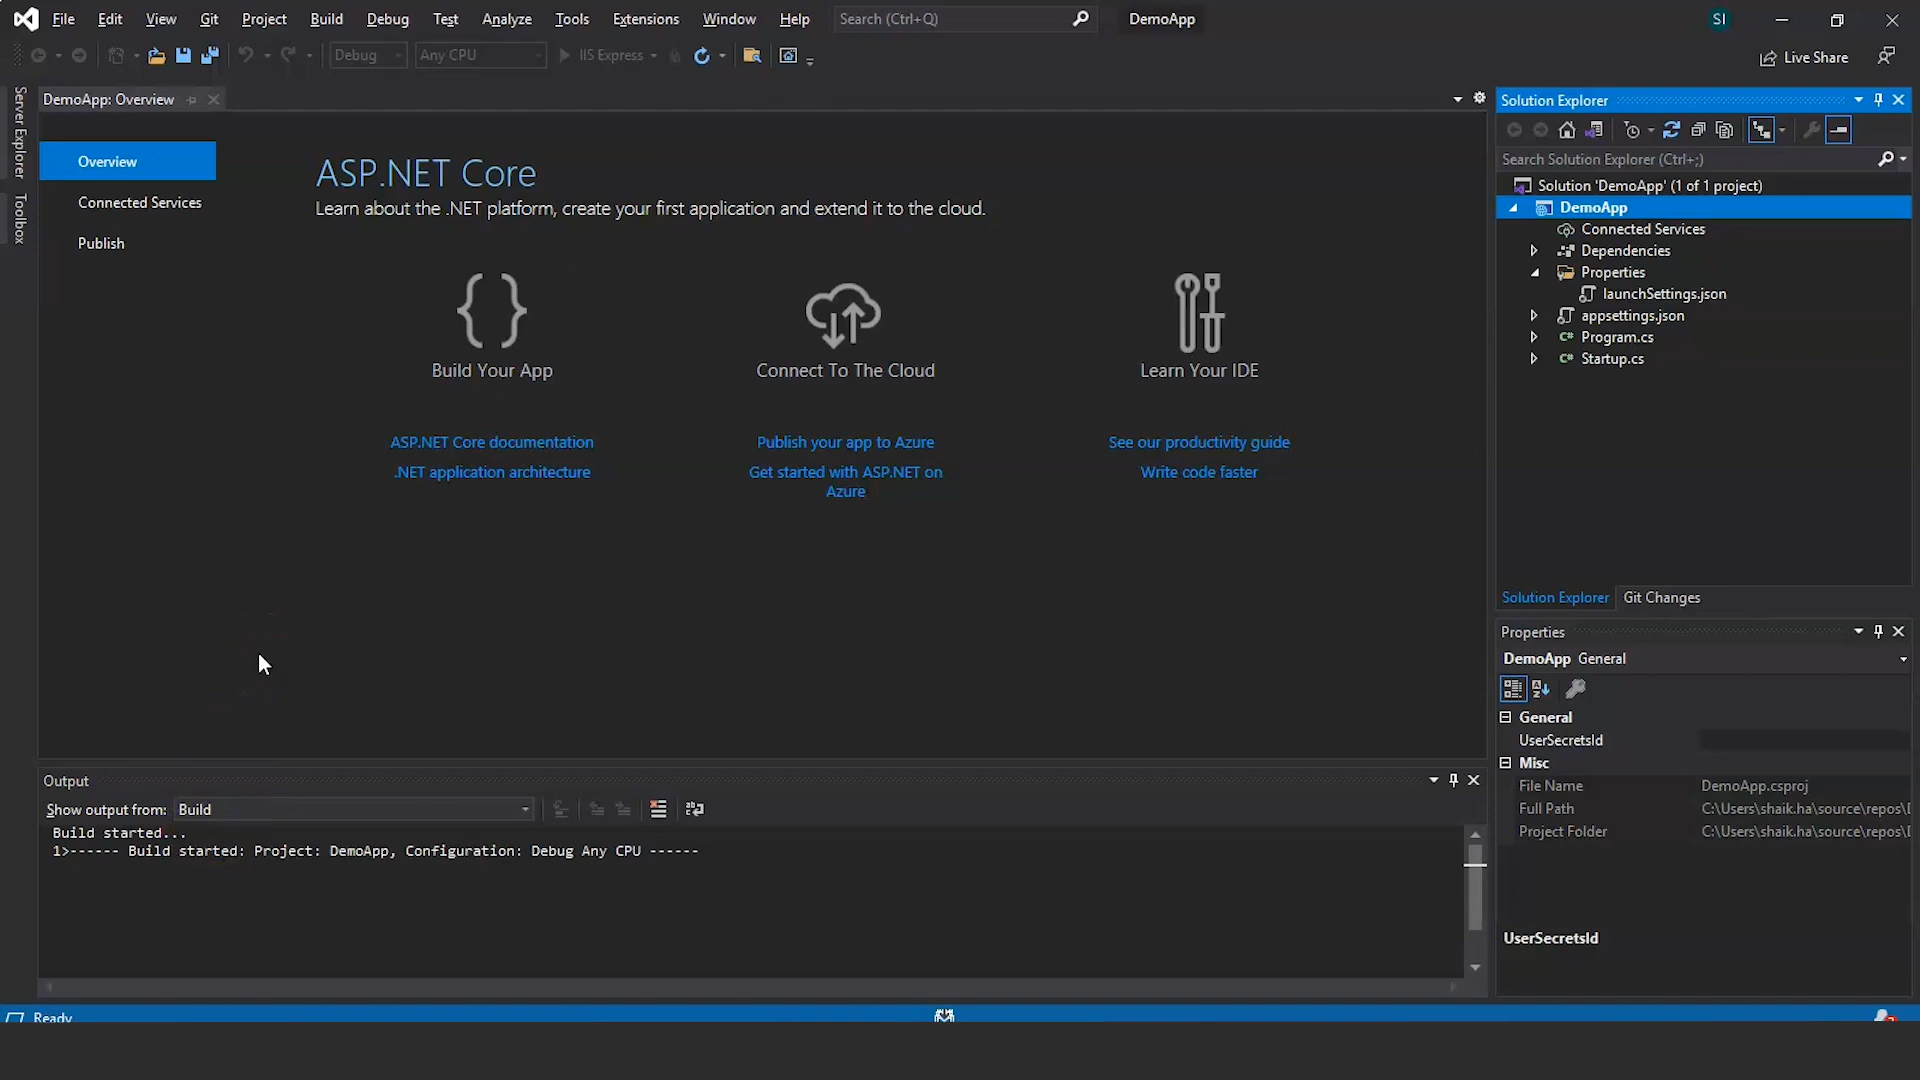 File Edit View Git Project Build Debug Test Analyze Tools Extensions Window Help Search (Ctrl+Q) DemoApp SI
Debug Any CPU IIS Express Live Share
Server Explorer
Toolbox
DemoApp: Overview
Overview
Connected Services
Publish
ASP.NET Core
Learn about the .NET platform, create your first application and extend it to the cloud.
Build Your App
ASP.NET Core documentation
.NET application architecture
Connect To The Cloud
Publish your app to Azure
Get started with ASP.NET on
Azure
Learn Your IDE
See our productivity guide
Write code faster
Output
Show output from: Build
Build started...
1>------ Build started: Project: DemoApp, Configuration: Debug Any CPU ------
Solution Explorer
Search Solution Explorer (Ctrl+;)
Solution 'DemoApp' (1 of 1 project)
DemoApp
Connected Services
Dependencies
Properties
launchSettings.json
appsettings.json
C# Program.cs
C# Startup.cs
Solution Explorer Git Changes
Properties
DemoApp General
General
UserSecretsId
Misc
File Name DemoApp.csproj
Full Path C:\Users\shaik.ha\source\repos\
Project Folder C:\Users\shaik.ha\source\repos\
UserSecretsId
Ready